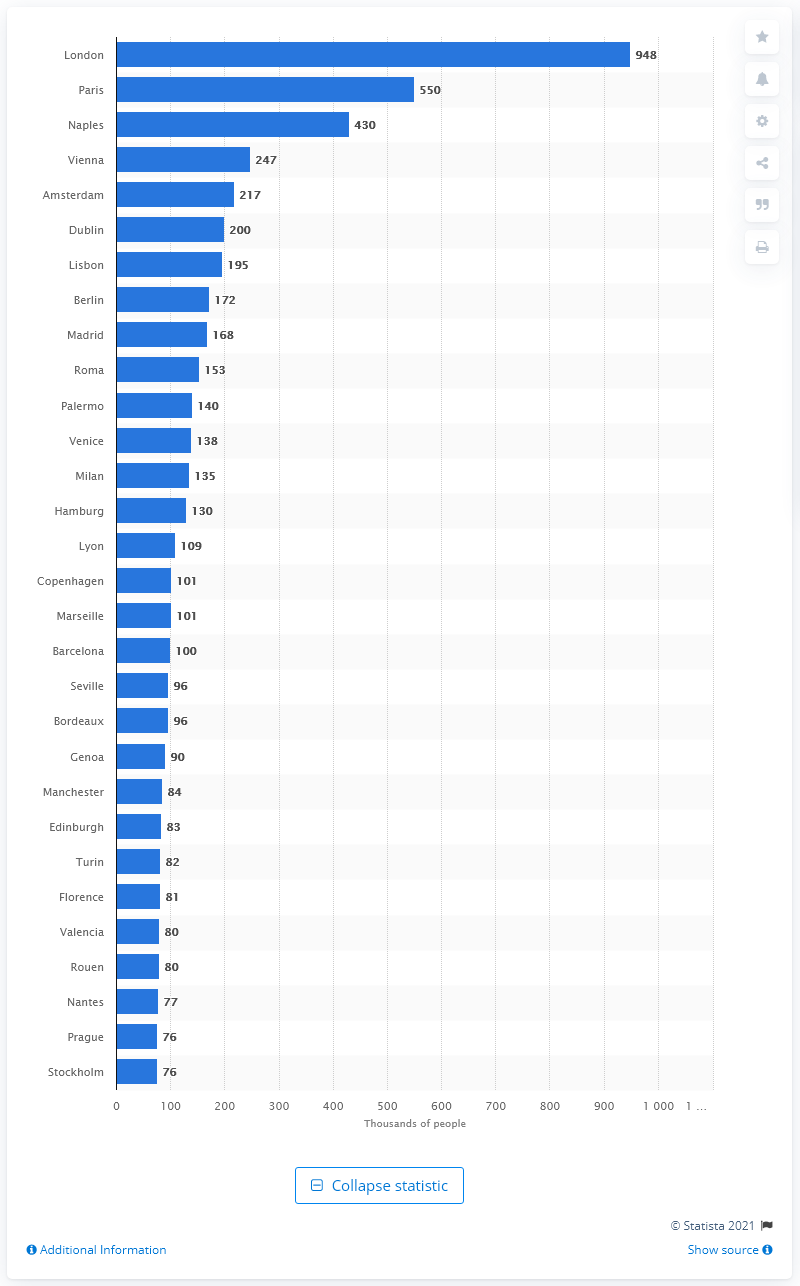 London 948
Paris 550
Naples 430
Vienna 247
Amsterdam 217
Dublin 200
Lisbon 195
Berlin 172
Madrid 168
Roma 153
Palermo 140
Venice 138
Milan 135
Hamburg 130
Lyon 109
Copenhagen 101
Marseille 101
Barcelona 100
Seville 96
Bordeaux 96
Genoa 90
Manchester 84
Edinburgh 83
Turin 82
Florence 81
Valencia 80
Rouen 80
Nantes 77
Prague 76
Stockholm 76
0 100 200 300 400 500 600 700 800 900 1 000 1 ...
Thousands of people
Collapse statistic
© Statista 2021
Additional Information Show source